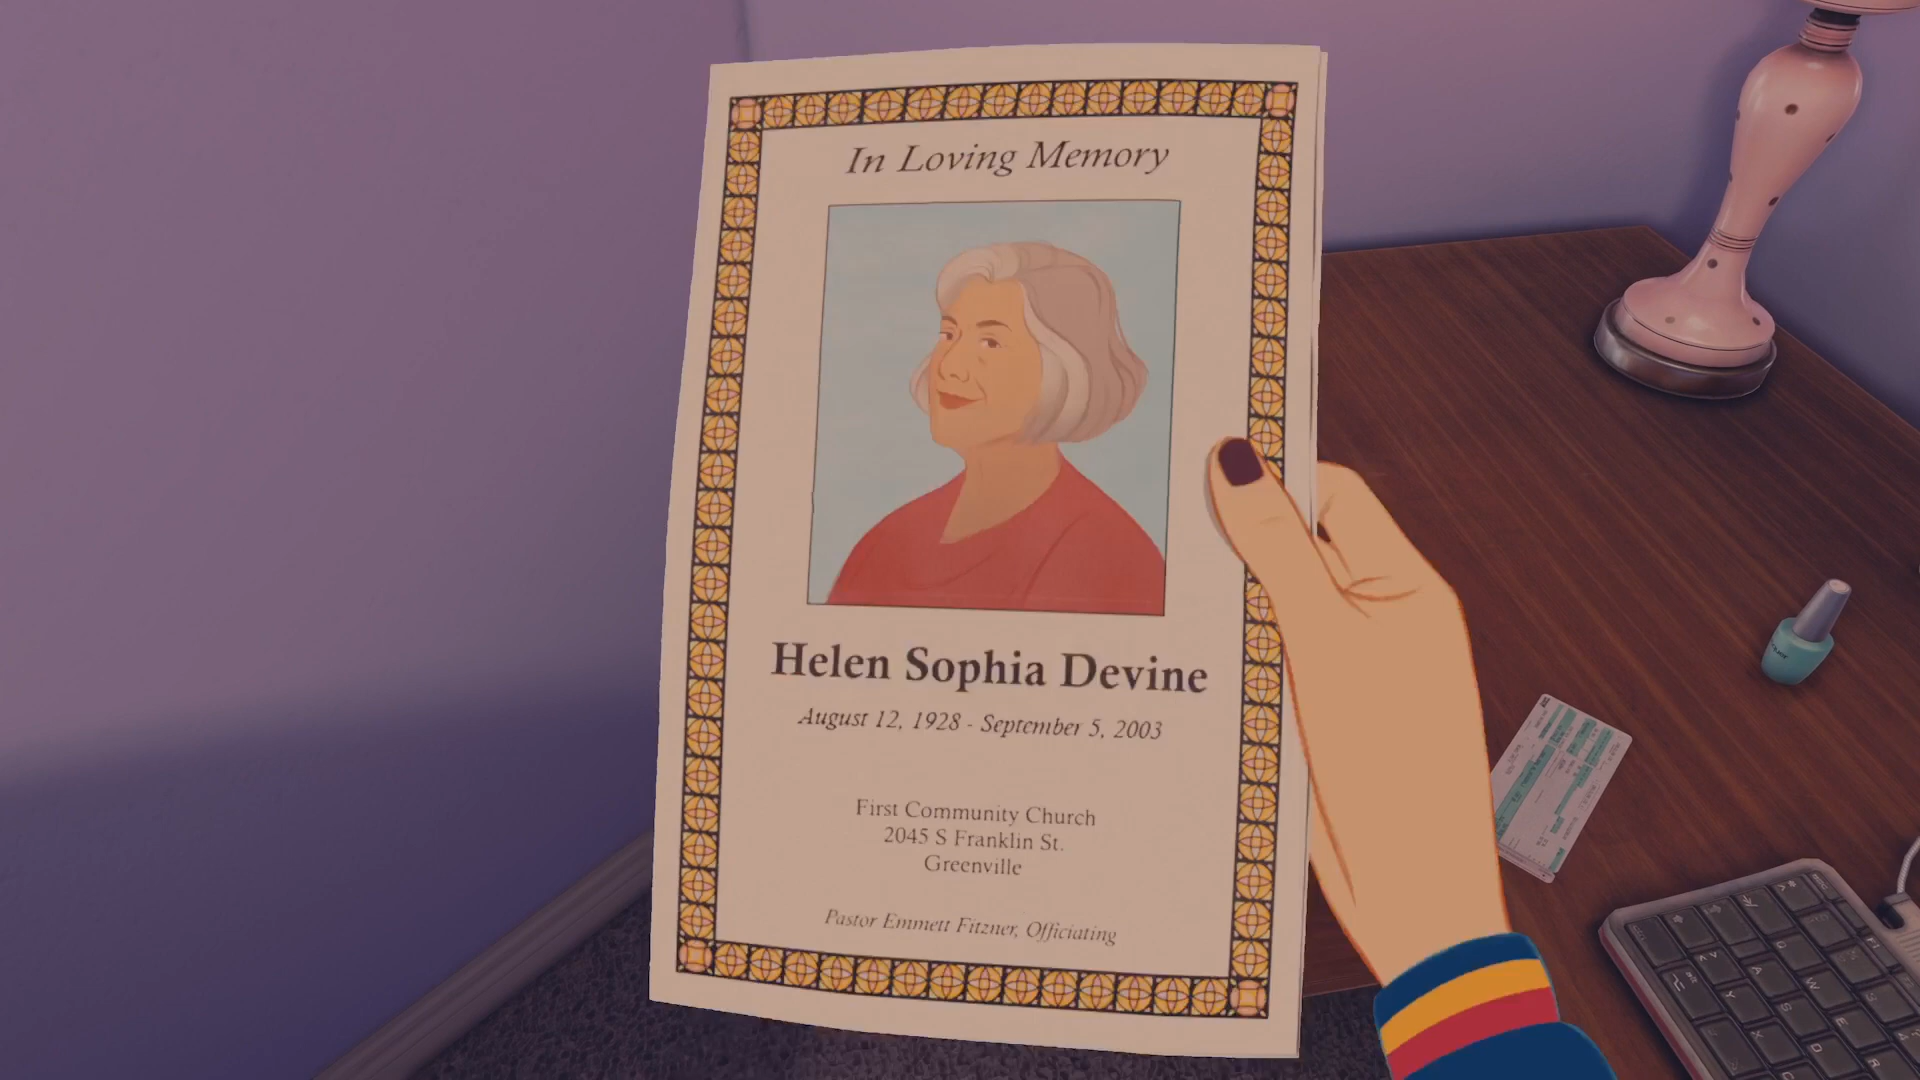 In Loving Memory
Helen Sophia Devine
August 12, 1928 - September 5, 2003
First Community Church
2045 S Franklin St.
Greenville
Pastor Emmett Fitzner, Officiating